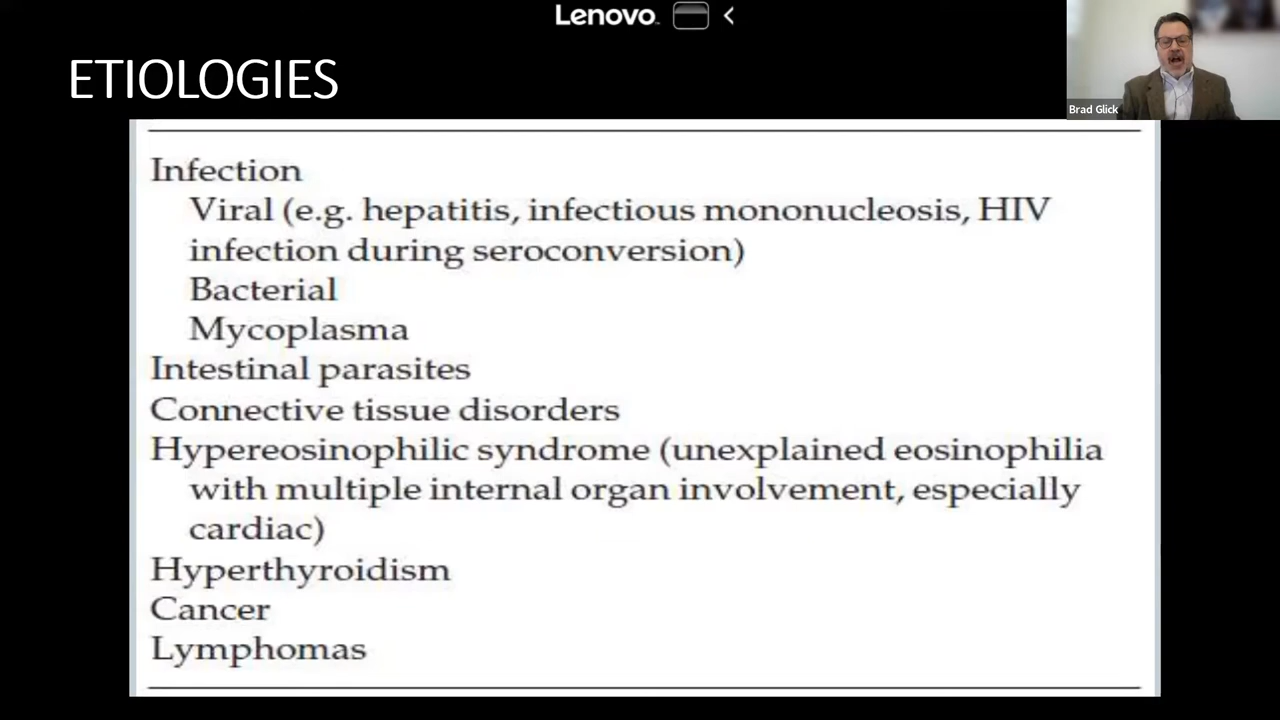 Lenovo
ETIOLOGIES
Brad Glick
Infection
Viral (e.g. hepatitis, infectious mononucleosis, HIV
infection during seroconversion)
Bacterial
Mycoplasma
Intestinal parasites
Connective tissue disorders
Hypereosinophilic syndrome (unexplained eosinophilia
with multiple internal organ involvement, especially
cardiac)
Hyperthyroidism
Cancer
Lymphomas